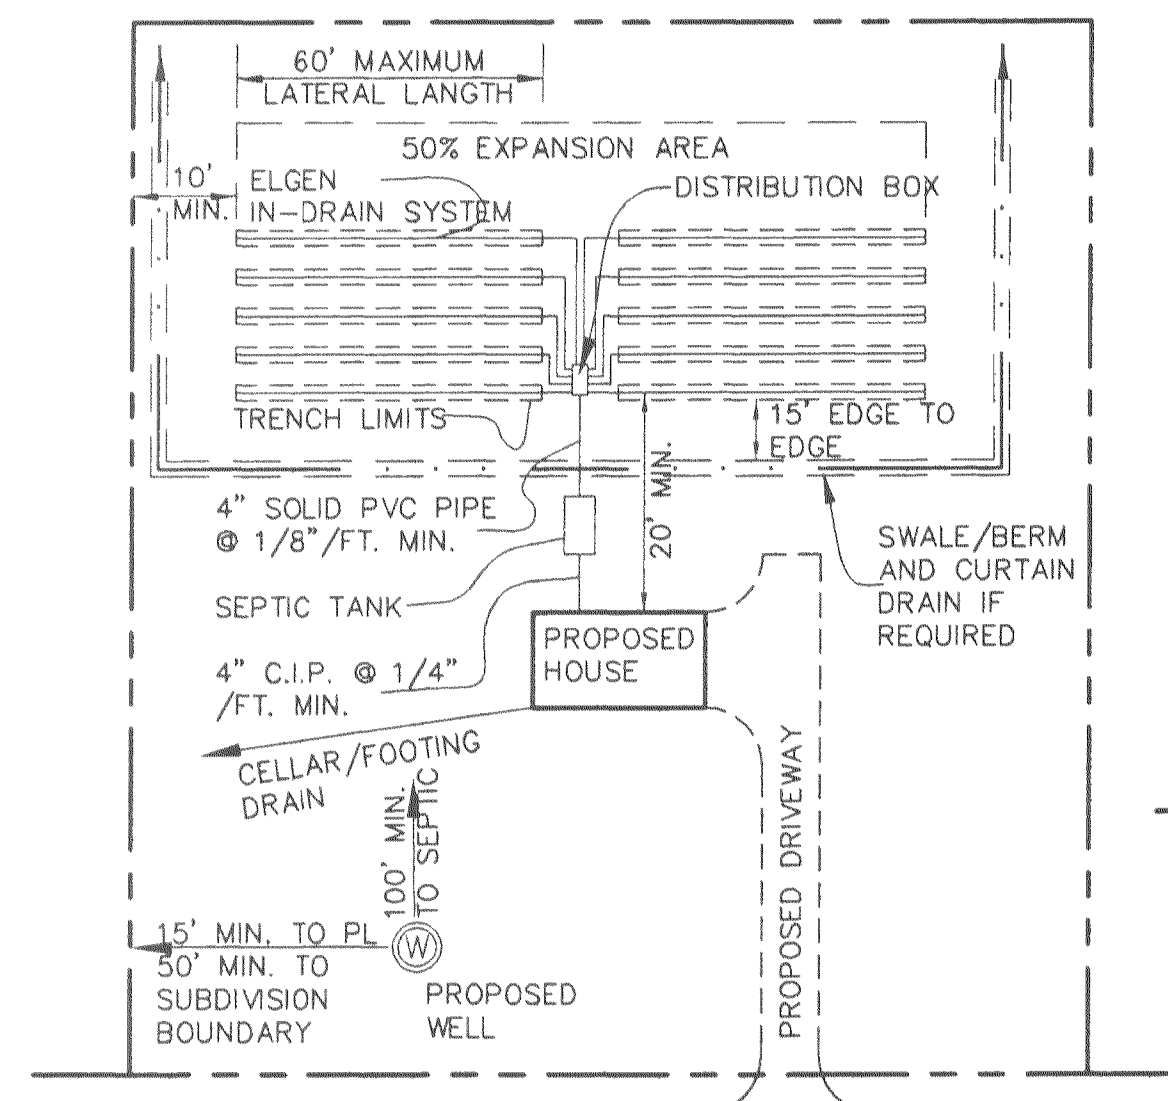 60' MAXIMUM
LATERAL LANGTH
50% EXPANSION AREA
10'
MIN.
ELGEN
IN-DRAIN SYSTEM
DISTRIBUTION BOX
TRENCH LIMITS
15' EDGE TO
EDGE
20' MIN.
4" SOLID PVC PIPE
@ 1/8"/FT. MIN.
SWALE/BERM
AND CURTAIN
DRAIN IF
REQUIRED
SEPTIC TANK
PROPOSED
HOUSE
4" C.I.P. @ 1/4"
/FT. MIN.
CELLAR/FOOTING
DRAIN
100' MIN.
TO SEPTIC
PROPOSED DRIVEWAY
15' MIN. TO PL
50' MIN. TO
SUBDIVISION
BOUNDARY
W
PROPOSED
WELL